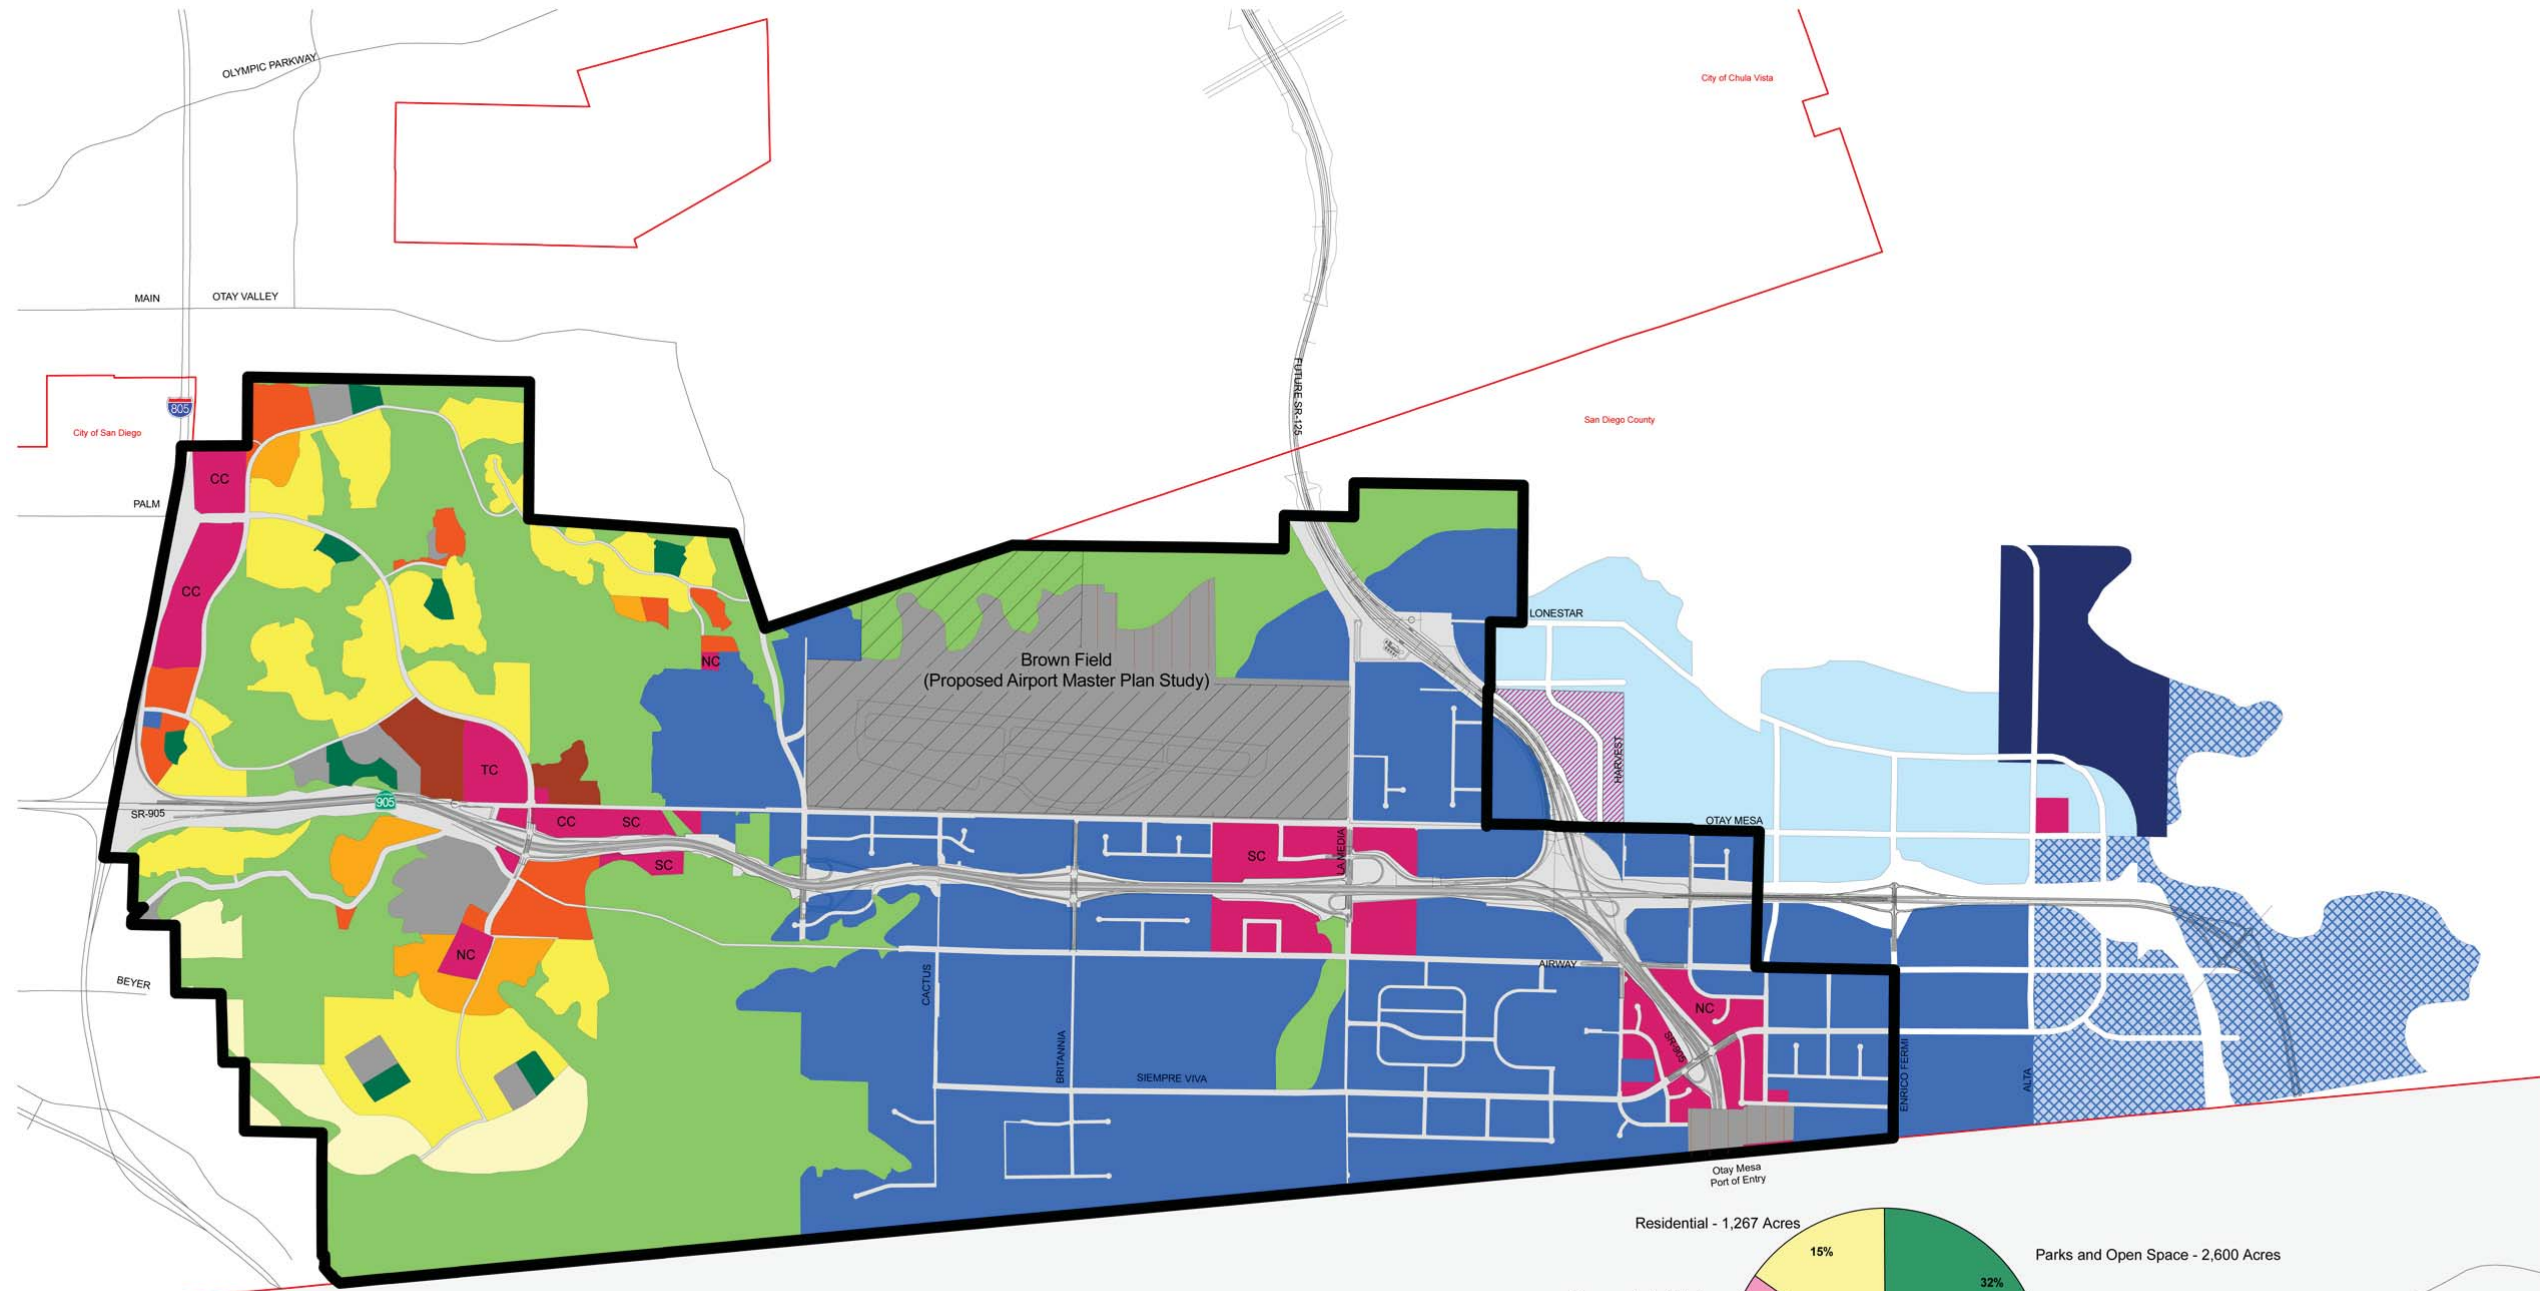 OLYMPIC PARKWAY
City of Chula Vista
MAIN
OTAY VALLEY
FUTURE SR-125
805
City of San Diego
San Diego County
CC
PALM
CC
LONESTAR
NC
Brown Field
(Proposed Airport Master Plan Study)
HARVEST
TC
905
SR-905
CC
SC
OTAY MESA
LA MEDIA
SC
SC
NC
AIRWAY
BEYER
CACTUS
NC
BRITANNIA
SR-905
ENRICO FERMI
ALTA
SIEMPRE VIVA
Otay Mesa
Port of Entry
Residential - 1,267 Acres
15%
Parks and Open Space - 2,600 Acres
32%